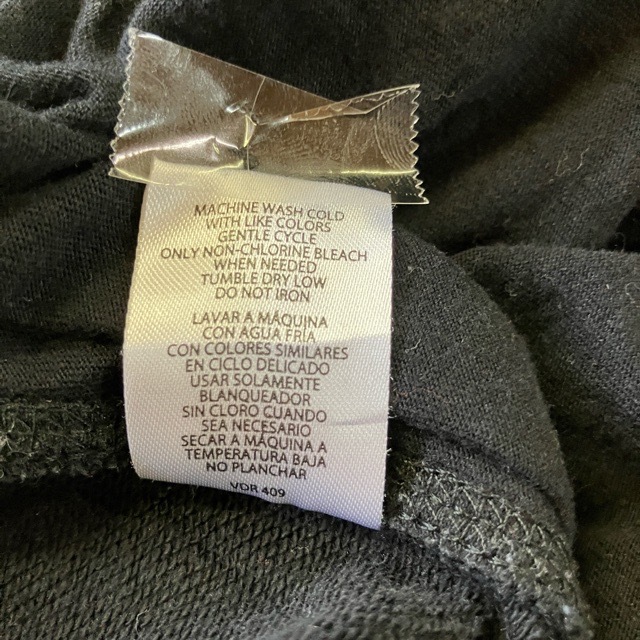 MACHINE WASH COLD
WITH LIKE COLORS
GENTLE CYCLE
ONLY NON-CHLORINE BLEACH
WHEN NEEDED
TUMBLE DRY LOW
DO NOT IRON
LAVAR A MÁQUINA
CON AGUA FRÍA
CON COLORES SIMILARES
EN CICLO DELICADO
USAR SOLAMENTE
BLANQUEADOR
SIN CLORO CUANDO
SEA NECESARIO
SECAR A MÁQUINA A
TEMPERATURA BAJA
NO PLANCHAR
VDR 409